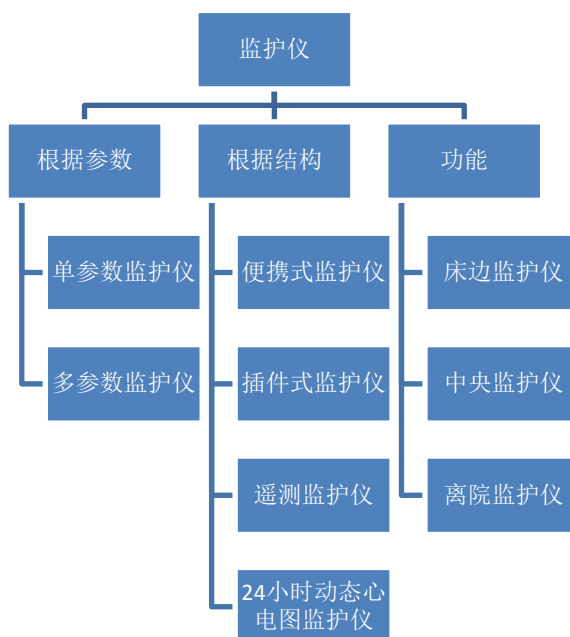 监护仪
根据参数
根据结构
功能
单参数监护仪
便携式监护仪
床边监护仪
多参数监护仪
插件式监护仪
中央监护仪
遥测监护仪
离院监护仪
24小时动态心
电图监护仪